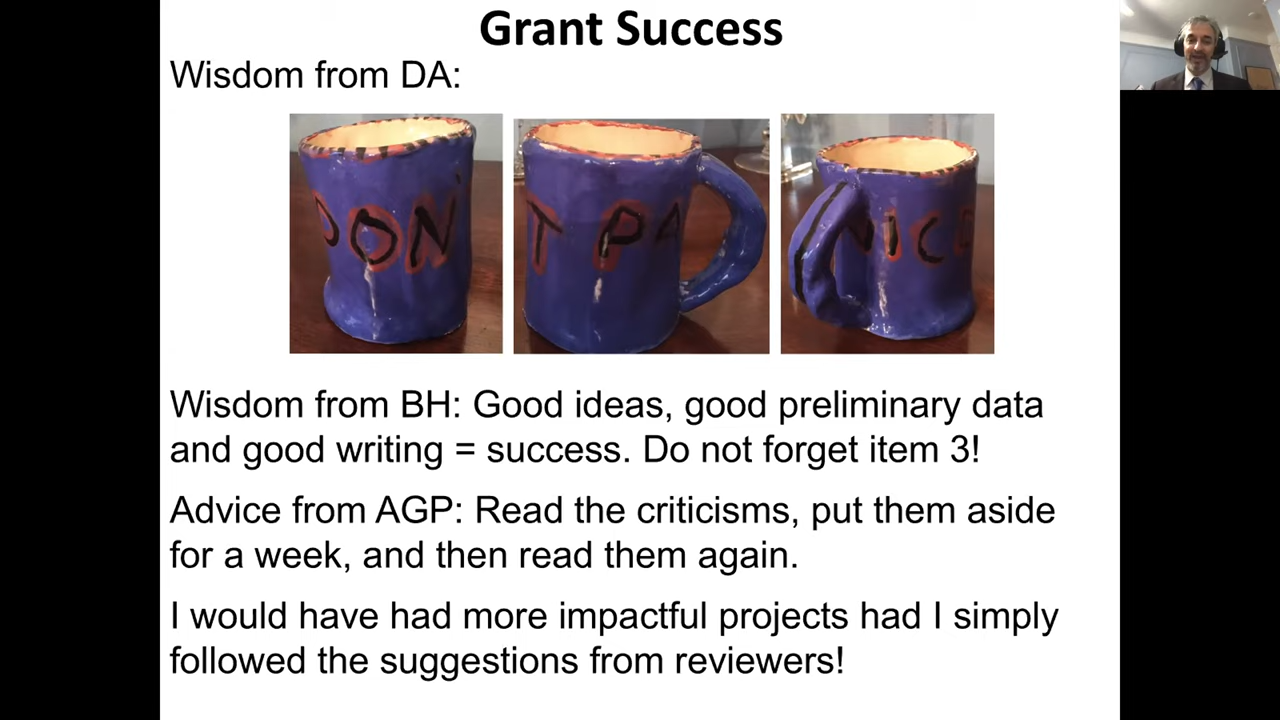 Grant Success
Wisdom from DA:
DON'
T PA
NIC
Wisdom from BH: Good ideas, good preliminary data
and good writing = success. Do not forget item 3!
Advice from AGP: Read the criticisms, put them aside
for a week, and then read them again.
I would have had more impactful projects had I simply
followed the suggestions from reviewers!